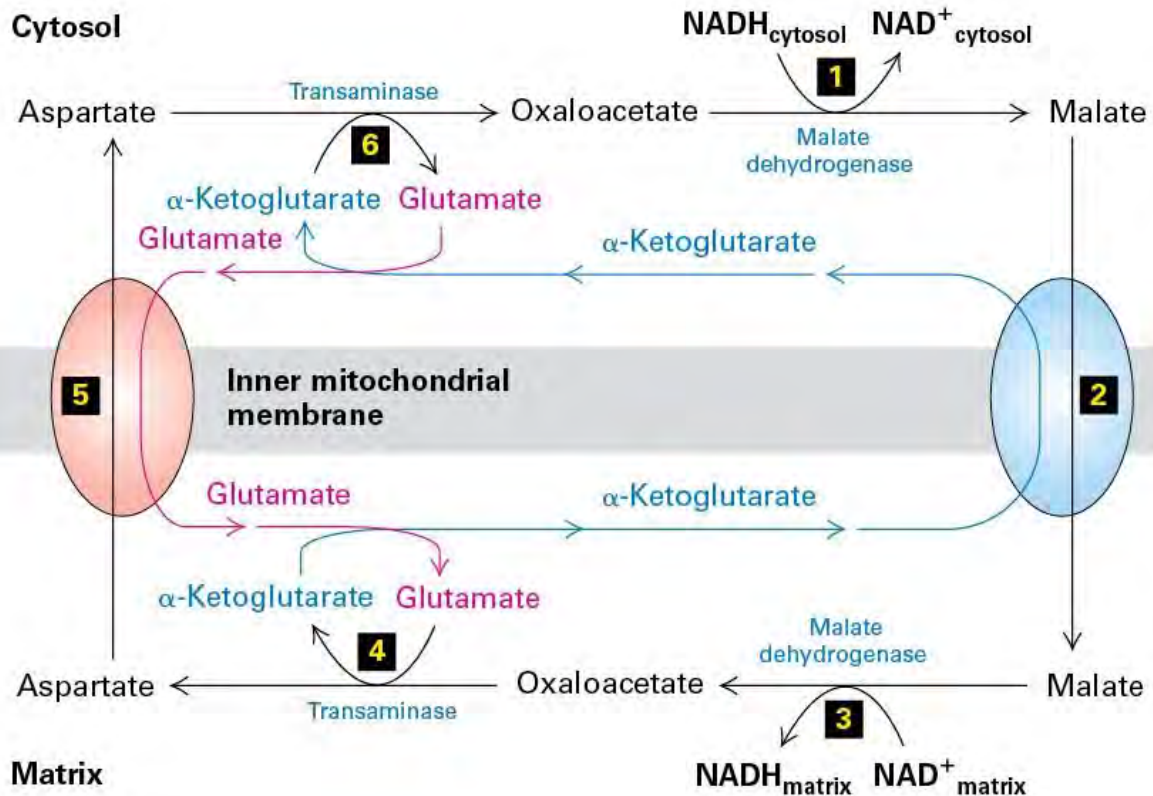 Cytosol
NADHcytosol NAD+cytosol
1
Aspartate
Transaminase
Oxaloacetate
Malate
dehydrogenase
Malate
6
α-Ketoglutarate Glutamate
Glutamate
α-Ketoglutarate
5
Inner mitochondrial
membrane
2
Glutamate
α-Ketoglutarate
α-Ketoglutarate Glutamate
4
Malate
dehydrogenase
Aspartate
Transaminase
Oxaloacetate
Malate
3
NADHmatrix NAD+matrix
Matrix